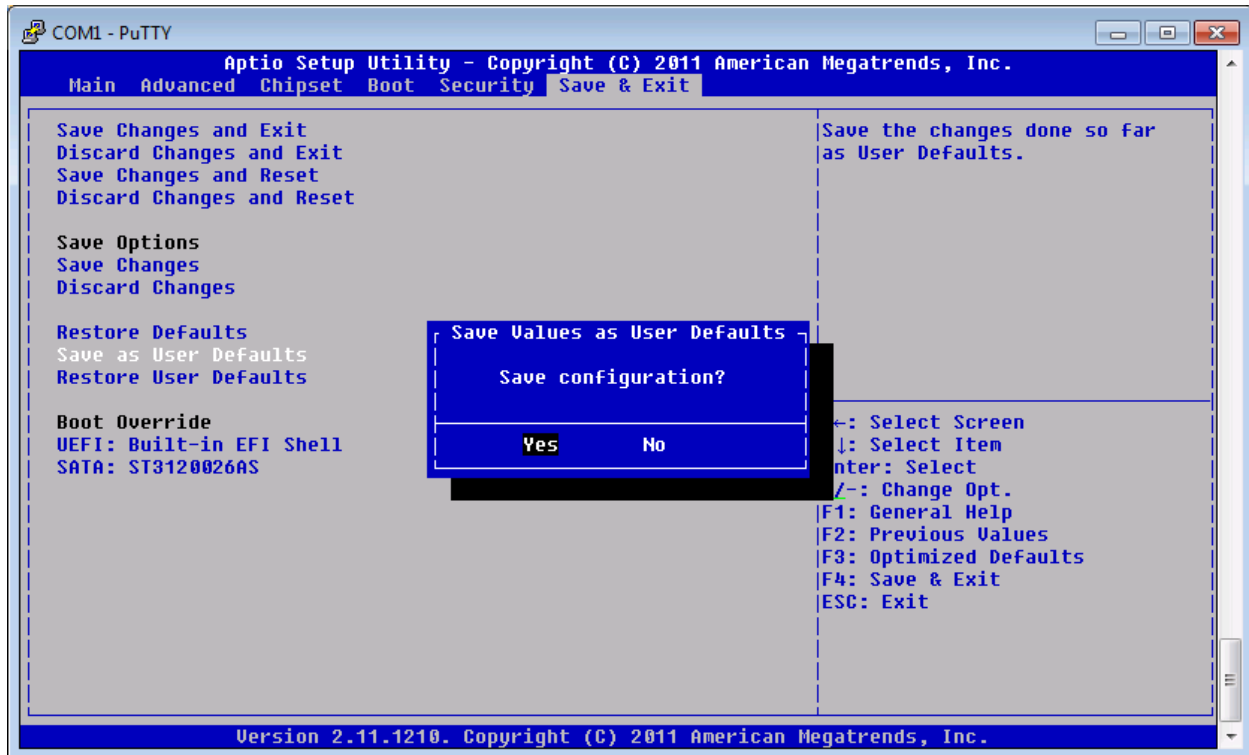 COM1 - PuTTY
Aptio Setup Utility - Copyright (C) 2011 American Megatrends, Inc.
Main Advanced Chipset Boot Security Save & Exit
Save Changes and Exit
Discard Changes and Exit
Save Changes and Reset
Discard Changes and Reset
Save Options
Save Changes
Discard Changes
Restore Defaults
Save as User Defaults
Restore User Defaults
Boot Override
UEFI: Built-in EFI Shell
SATA: ST3120026AS
Save Values as User Defaults
Save configuration?
Yes No
Save the changes done so far
as User Defaults.
←: Select Screen
↓: Select Item
nter: Select
/-: Change Opt.
F1: General Help
F2: Previous Values
F3: Optimized Defaults
F4: Save & Exit
ESC: Exit
Version 2.11.1210. Copyright (C) 2011 American Megatrends, Inc.